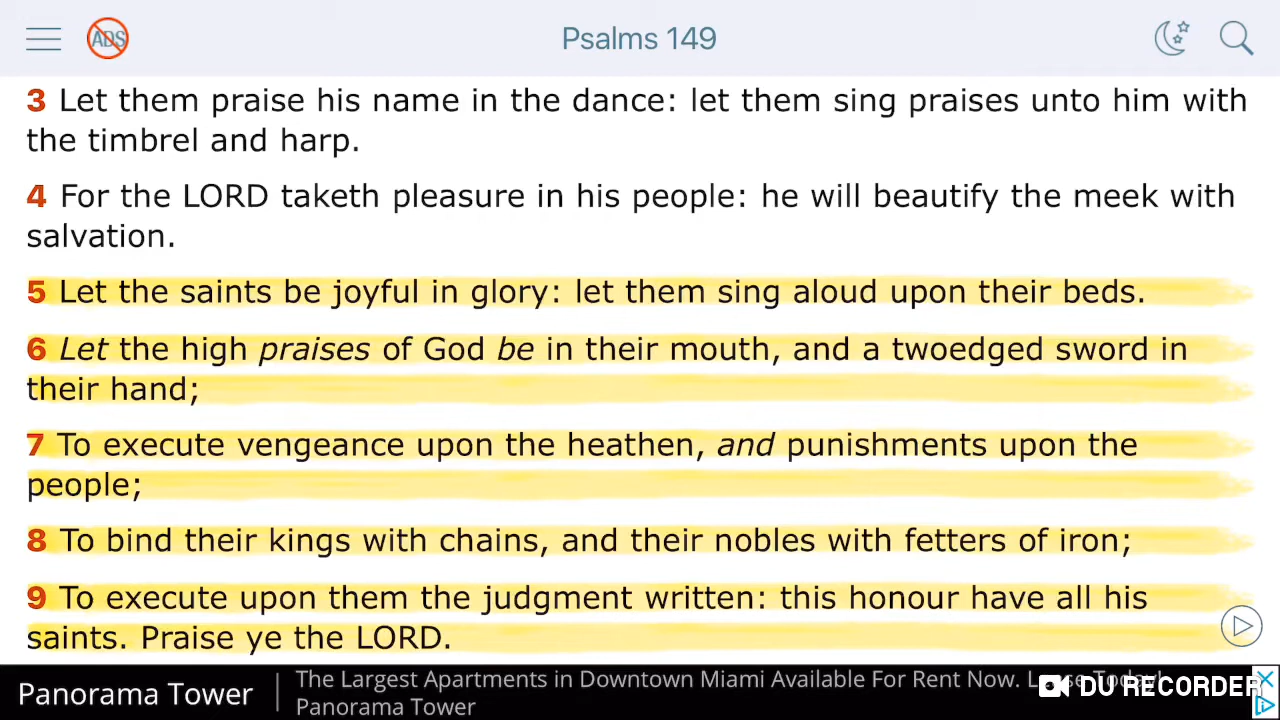 ADS
Psalms 149
3 Let them praise his name in the dance: let them sing praises unto him with
the timbrel and harp.
4 For the LORD taketh pleasure in his people: he will beautify the meek with
salvation.
5 Let the saints be joyful in glory: let them sing aloud upon their beds.
6 Let the high praises of God be in their mouth, and a twoedged sword in
their hand;
7 To execute vengeance upon the heathen, and punishments upon the
people;
8 To bind their kings with chains, and their nobles with fetters of iron;
9 To execute upon them the judgment written: this honour have all his
saints. Praise ye the LORD.
Panorama Tower
The Largest Apartments in Downtown Miami Available For Rent Now. Today!
Panorama Tower
DU RECORDER